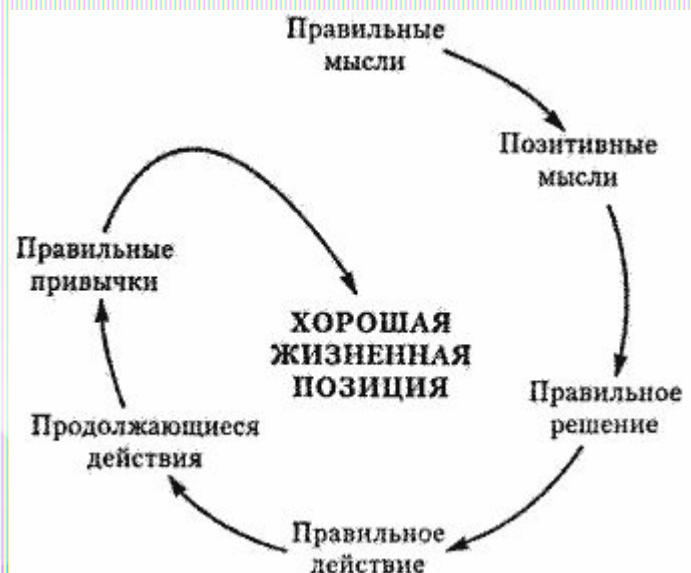 Правильные
мысли
Позитивные
мысли
Правильное
решение
Правильное
действие
Продолжающиеся
действия
Правильные
привычки
ХОРОШАЯ
ЖИЗНЕННАЯ
ПОЗИЦИЯ